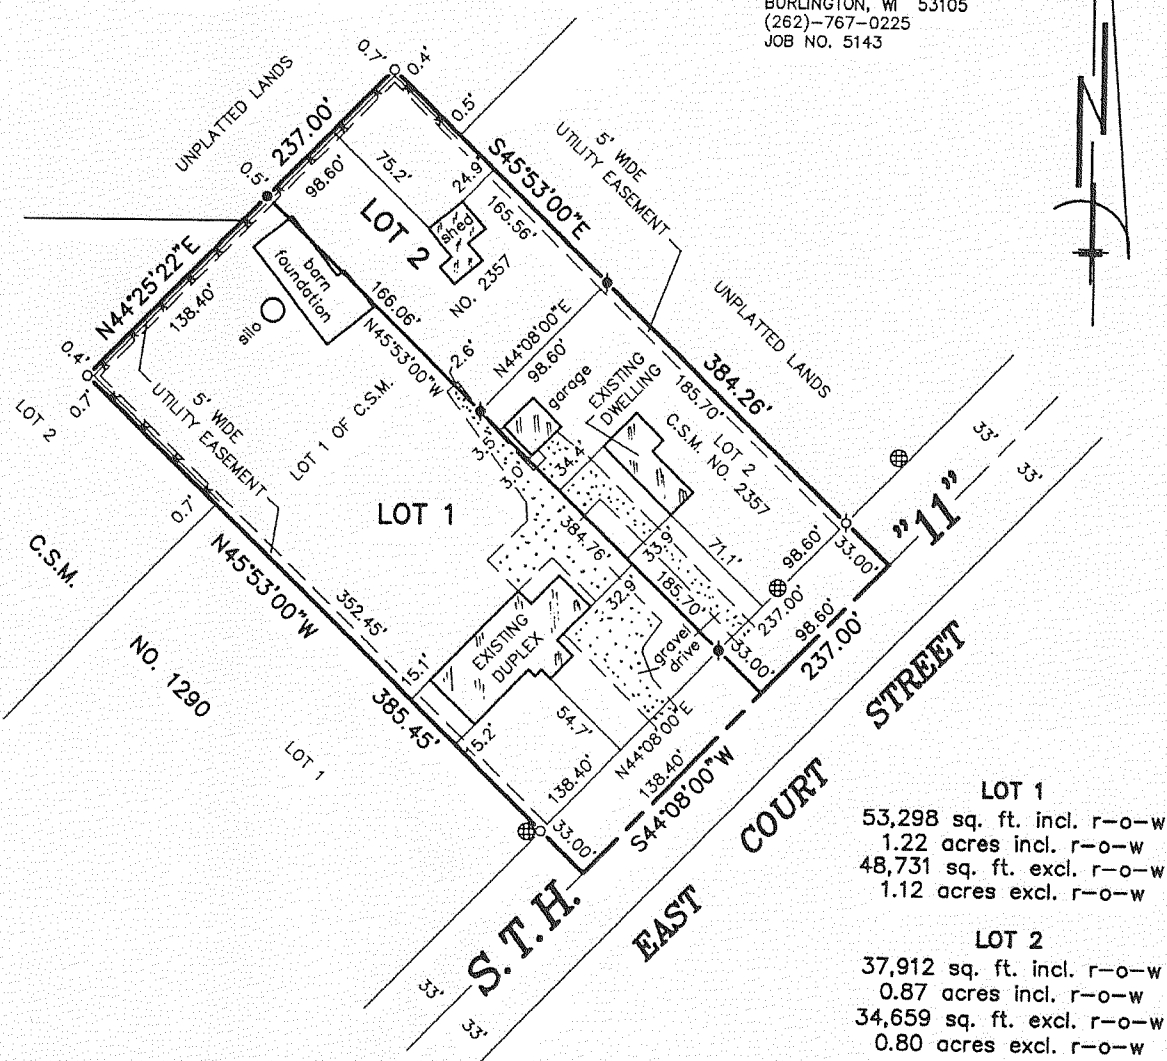 BURLINGTON, WI 53105
(262)-767-0225
JOB NO. 5143
0.7'
0.4'
UNPLATTED LANDS
237.00'
0.5'
0.5'
S45°53'00"E
5' WIDE
UTILITY EASEMENT
98.60'
75.2'
24.9'
165.56'
LOT 2
shed
NO. 2357
N44°25'22"E
138.40'
barn
foundation
silo
166.06'
N45°53'00"W
2.6'
N44°08'00"E
98.60'
UNPLATTED LANDS
384.26'
185.70'
0.4'
0.7'
LOT 2
5' WIDE
UTILITY EASEMENT
LOT 1 OF C.S.M.
garage
EXISTING
DWELLING
LOT 2
C.S.M. NO. 2357
3.5'
3.0'
34.4'
33'
33'
LOT 1
0.7'
C.S.M.
384.76'
33.9'
71.1'
98.60'
33.00'
"11"
N45°53'00"W
352.45'
185.70'
32.9'
237.00'
98.60'
237.00'
EXISTING
DUPLEX
gravel
drive
33.00'
NO. 1290
15.1'
385.45'
15.2'
54.7'
N44°08'00"E
138.40'
138.40'
S44°08'00"W
LOT 1
33.00'
S.T.H.
EAST COURT STREET
33'
33'
LOT 1
53,298 sq. ft. incl. r-o-w
1.22 acres incl. r-o-w
48,731 sq. ft. excl. r-o-w
1.12 acres excl. r-o-w
LOT 2
37,912 sq. ft. incl. r-o-w
0.87 acres incl. r-o-w
34,659 sq. ft. excl. r-o-w
0.80 acres excl. r-o-w
N